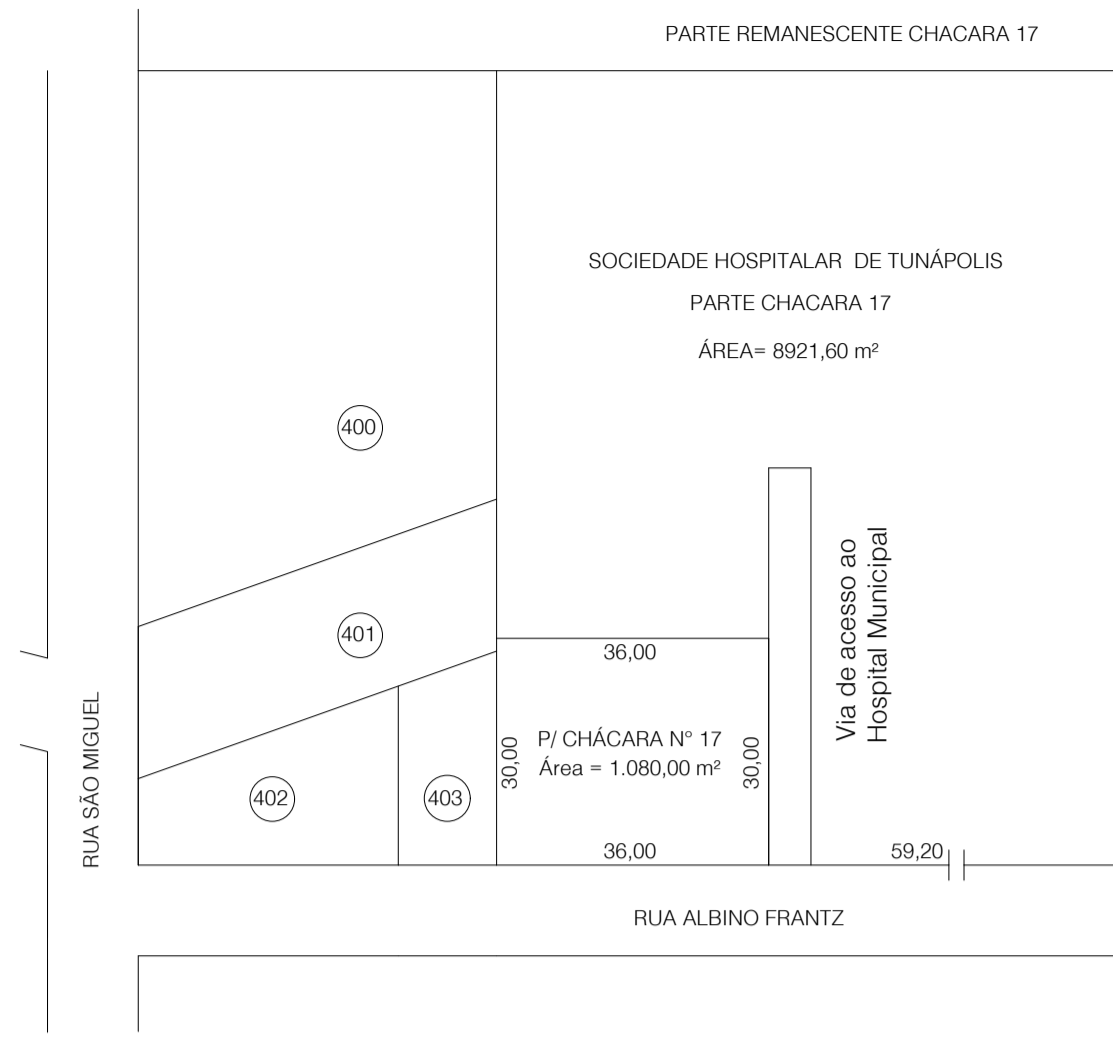 PARTE REMANESCENTE CHACARA 17
SOCIEDADE HOSPITALAR DE TUNÁPOLIS
PARTE CHACARA 17
ÁREA= 8921,60 m²
400
401
402
403
36,00
30,00
P/ CHÁCARA N° 17
Área = 1.080,00 m²
30,00
36,00
Via de acesso ao
Hospital Municipal
59,20
RUA SÃO MIGUEL
RUA ALBINO FRANTZ